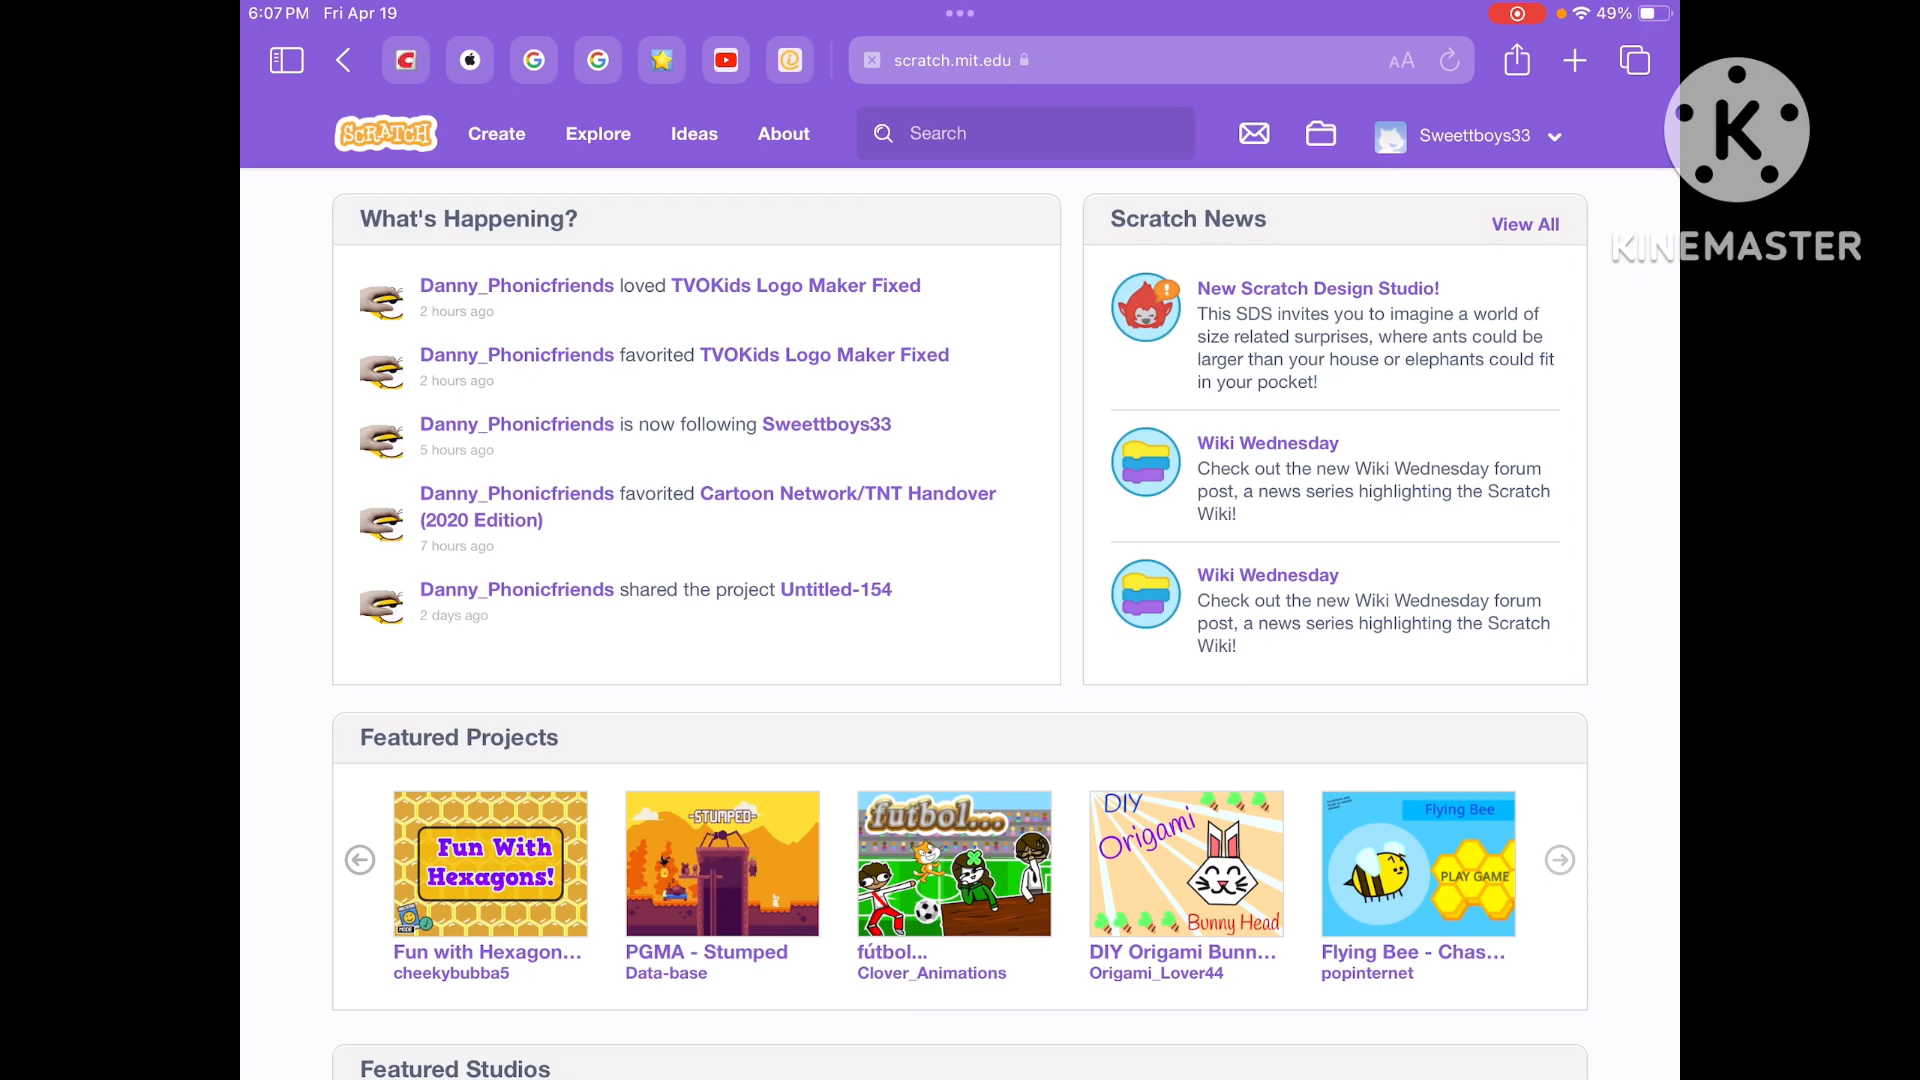 6:07 PM Fri Apr 19
49%
scratch.mit.edu
AA
SCRATCH
Create
Explore
Ideas
About
Search
Sweettboys33
K
KINEMASTER
What's Happening?
Danny_Phonicfriends loved TVOKids Logo Maker Fixed
2 hours ago
Danny_Phonicfriends favorited TVOKids Logo Maker Fixed
2 hours ago
Danny_Phonicfriends is now following Sweettboys33
5 hours ago
Danny_Phonicfriends favorited Cartoon Network/TNT Handover
(2020 Edition)
7 hours ago
Danny_Phonicfriends shared the project Untitled-154
2 days ago
Scratch News
View All
New Scratch Design Studio!
This SDS invites you to imagine a world of
size related surprises, where ants could be
larger than your house or elephants could fit
in your pocket!
Wiki Wednesday
Check out the new Wiki Wednesday forum
post, a news series highlighting the Scratch
Wiki!
Wiki Wednesday
Check out the new Wiki Wednesday forum
post, a news series highlighting the Scratch
Wiki!
Featured Projects
Fun With
Hexagons!
Fun with Hexagon...
cheekybubba5
-STUMPED-
PGMA - Stumped
Data-base
futbol...
fútbol...
Clover_Animations
DIY
Origami
Bunny Head
DIY Origami Bunn...
Origami_Lover44
Flying Bee
PLAY GAME
Flying Bee - Chas...
popinternet
Featured Studios